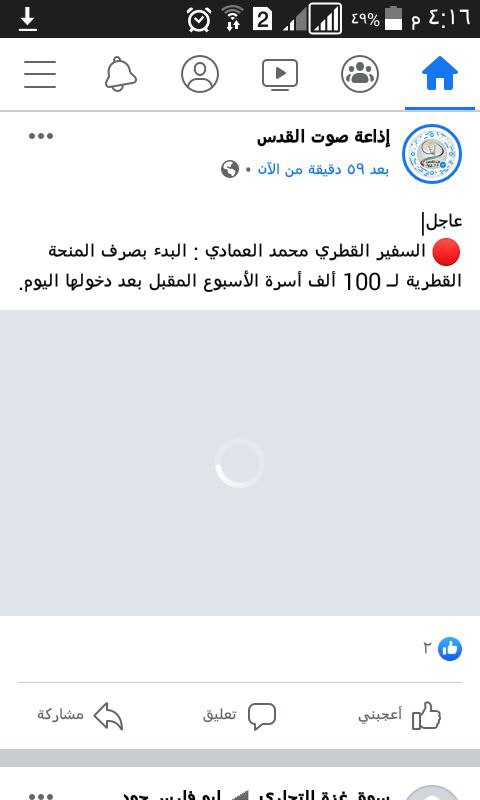 ٤:١٦ م ٤٩% 2
إذاعة صوت القدس
بعد ٥٩ دقيقة من الآن
عاجل|
السفير القطري محمد العمادي : البدء بصرف المنحة
القطرية لـ 100 ألف أسرة الأسبوع المقبل بعد دخولها اليوم.
٢
أعجبني تعليق مشاركة
سوق غزة للتجاري ابو فارس جود